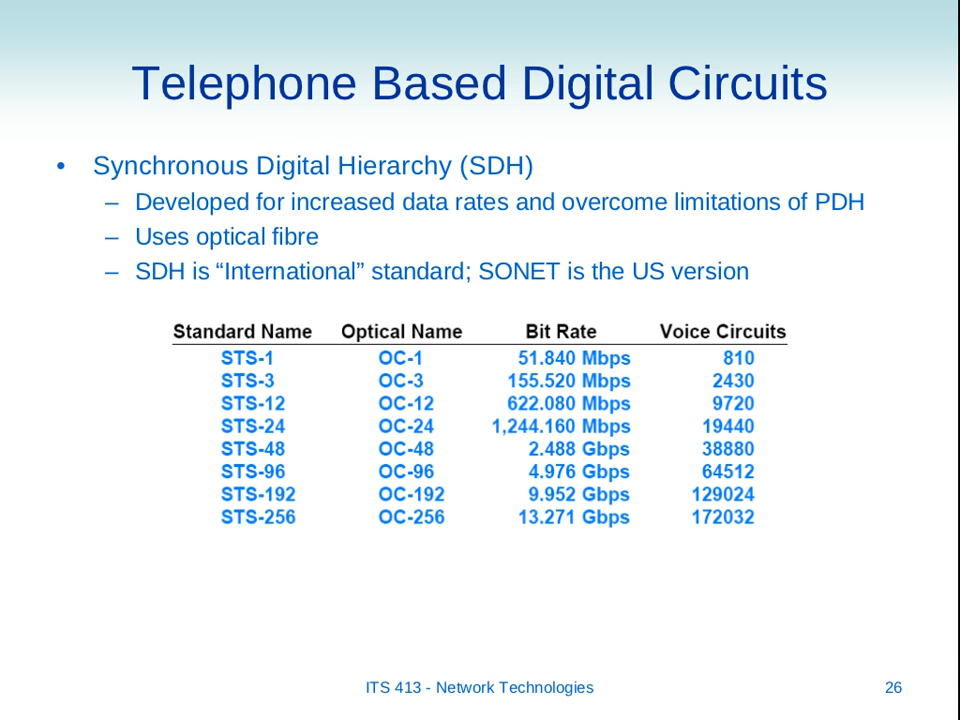 Telephone Based Digital Circuits
• Synchronous Digital Hierarchy (SDH)
– Developed for increased data rates and overcome limitations of PDH
– Uses optical fibre
– SDH is “International” standard; SONET is the US version
Standard Name Optical Name Bit Rate Voice Circuits
STS-1 OC-1 51.840 Mbps 810
STS-3 OC-3 155.520 Mbps 2430
STS-12 OC-12 622.080 Mbps 9720
STS-24 OC-24 1,244.160 Mbps 19440
STS-48 OC-48 2.488 Gbps 38880
STS-96 OC-96 4.976 Gbps 64512
STS-192 OC-192 9.952 Gbps 129024
STS-256 OC-256 13.271 Gbps 172032
ITS 413 - Network Technologies 26